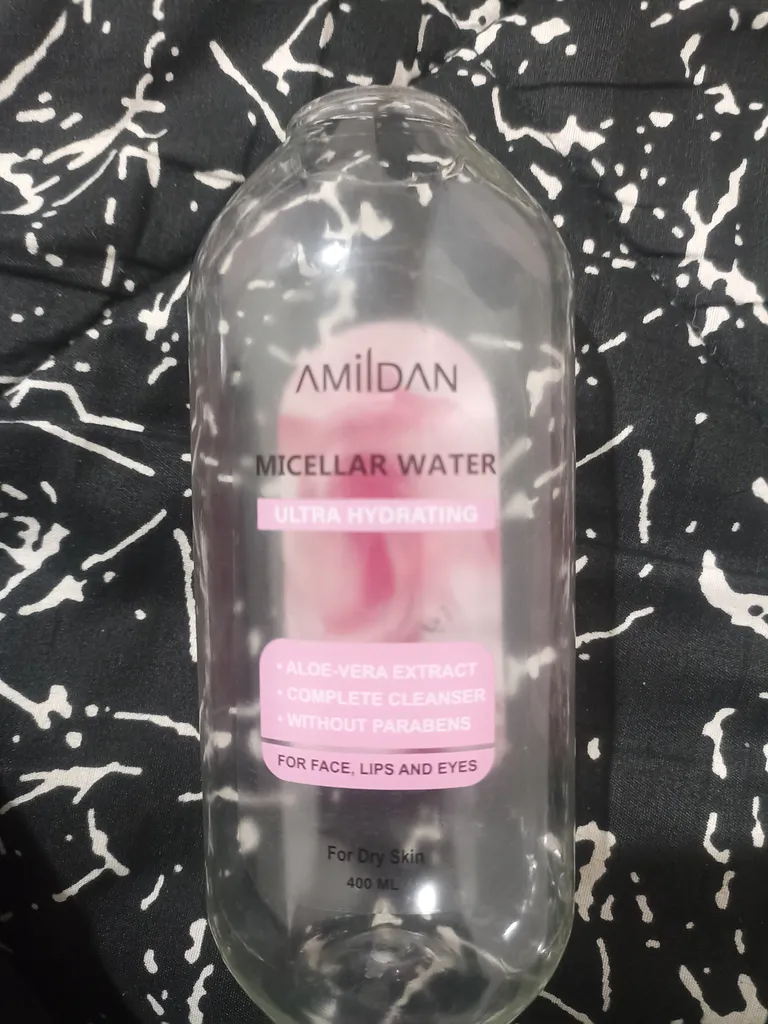 AMilDAN
MICELLAR WATER
ULTRA HYDRATING
• ALOE-VERA EXTRACT
• COMPLETE CLEANSER
• WITHOUT PARABENS
FOR FACE, LIPS AND EYES
For Dry Skin
400 ML